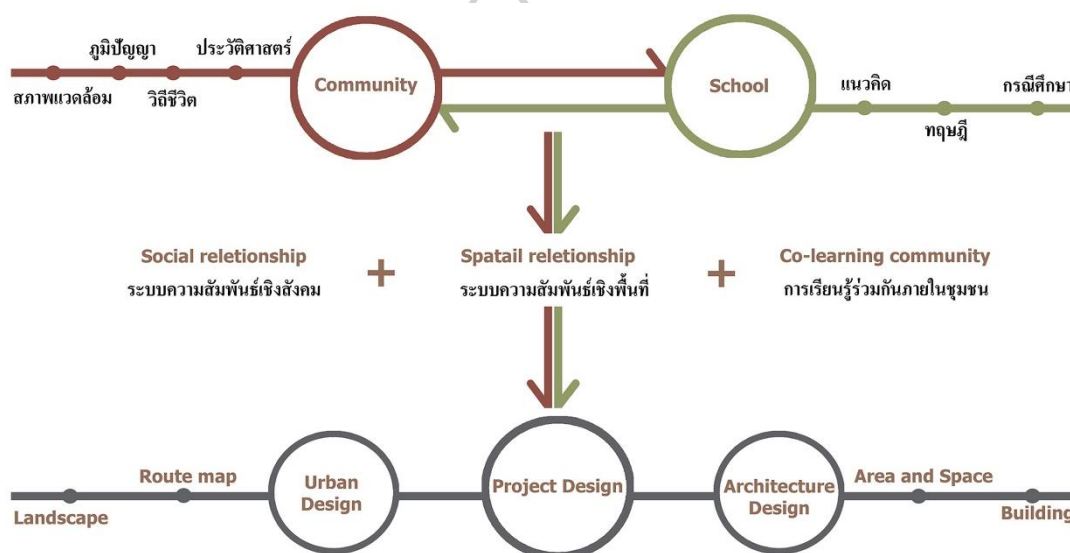 ภูมิปัญญา
ประวัติศาสตร์
สภาพแวดล้อม
วิถีชีวิต
Community
School
แนวคิด
กรณีศึกษา
ทฤษฎี
Social reletionship
Spatail reletionship
Co-learning community
ระบบความสัมพันธ์เชิงสังคม
+
ระบบความสัมพันธ์เชิงพื้นที่
+
การเรียนรู้ร่วมกันภายในชุมชน
Landscape
Route map
Urban
Design
Project Design
Architecture
Design
Area and Space
Building